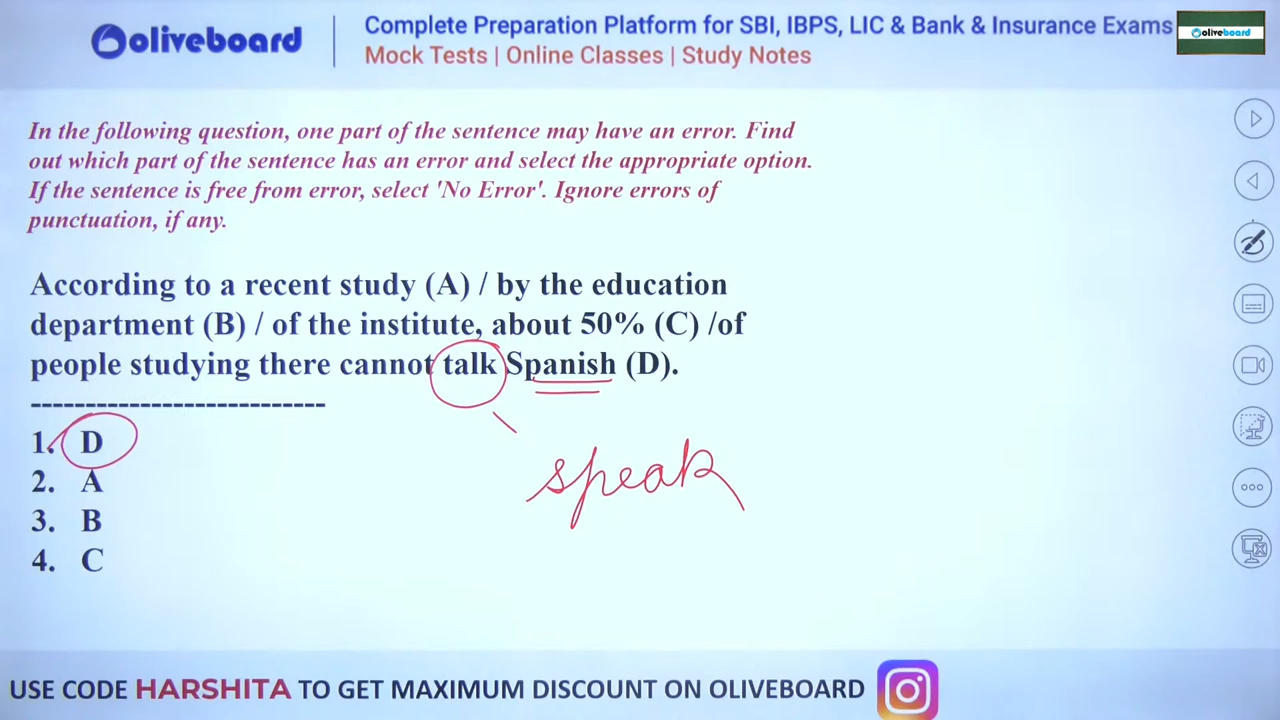 oliveboard
Complete Preparation Platform for SBI, IBPS, LIC & Bank & Insurance Exams
Mock Tests | Online Classes | Study Notes
oliveboard
In the following question, one part of the sentence may have an error. Find
out which part of the sentence has an error and select the appropriate option.
If the sentence is free from error, select 'No Error'. Ignore errors of
punctuation, if any.
According to a recent study (A) / by the education
department (B) / of the institute, about 50% (C) /of
people studying there cannot talk Spanish (D).
---------------------------
speak
1. D
2. A
3. B
4. C
USE CODE HARSHITA TO GET MAXIMUM DISCOUNT ON OLIVEBOARD